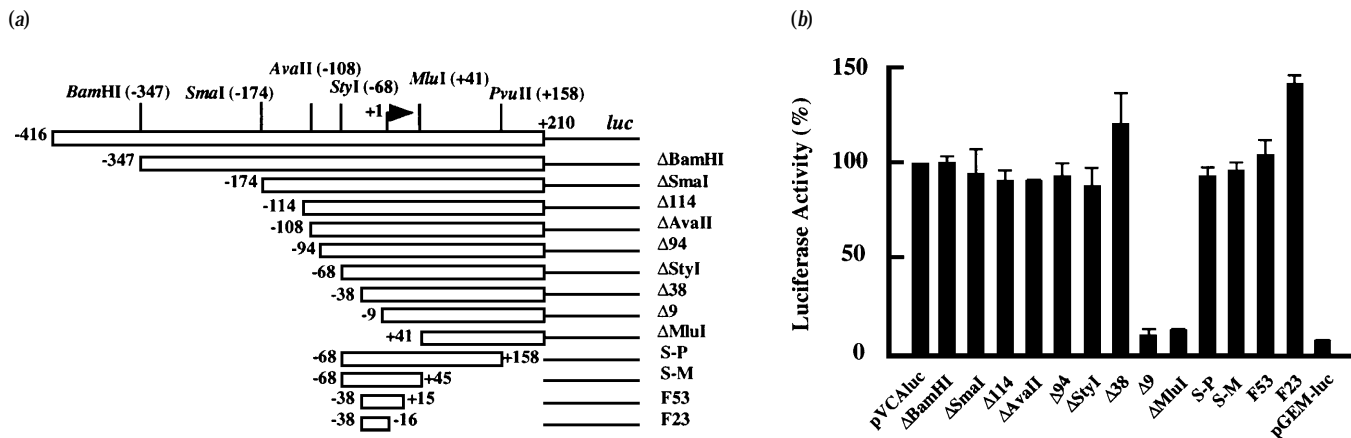 (a)
AvaII (-108)
MluI (+41)
BamHI (-347)
SmaI (-174)
StyI (-68)
PvuII (+158)
+1
-416
+210
luc
-347
ΔBamHI
-174
ΔSmaI
-114
Δ114
-108
ΔAvaII
-94
Δ94
-68
ΔStyI
-38
Δ38
-9
Δ9
+41
ΔMluI
-68
+158
S-P
-68
+45
S-M
-38
+15
F53
-38
-16
F23
(b)
Luciferase Activity (%)
150
100
50
0
pVCAluc
ΔBamHI
ΔSmaI
Δ114
ΔAvaII
Δ94
ΔStyI
Δ38
Δ9
ΔMluI
S-P
S-M
F53
F23
pGEM-luc